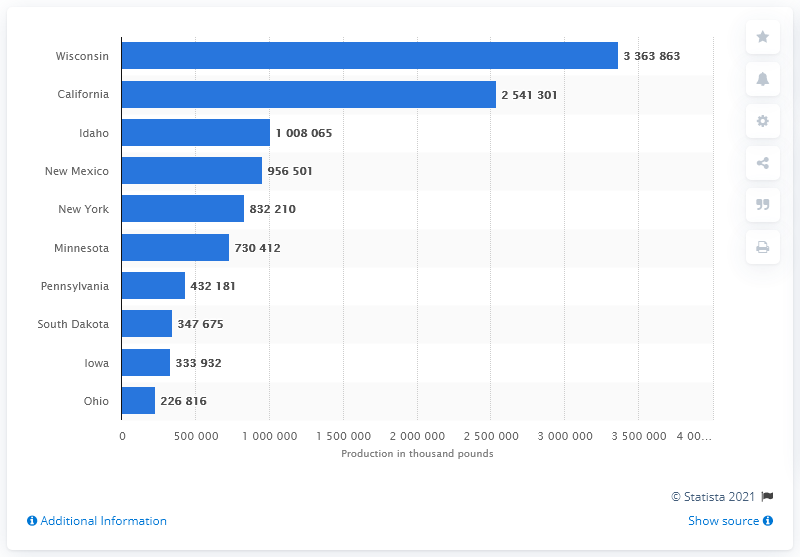 Wisconsin 3 363 863
California 2 541 301
Idaho 1 008 065
New Mexico 956 501
New York 832 210
Minnesota 730 412
Pennsylvania 432 181
South Dakota 347 675
Iowa 333 932
Ohio 226 816
0 500 000 1 000 000 1 500 000 2 000 000 2 500 000 3 000 000 3 500 000 4 00...
Production in thousand pounds
© Statista 2021
Additional Information Show source